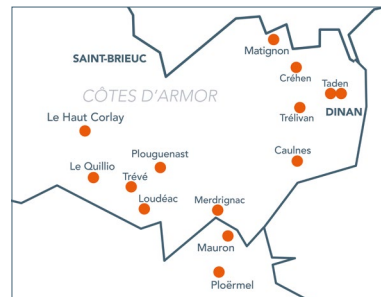 Matignon
SAINT-BRIEUC
Créhen
Taden
CÔTES D'ARMOR
DINAN
Le Haut Corlay
Trélivan
Plouguenast
Caulnes
Le Quillio
Trévé
Loudéac
Merdrignac
Mauron
Ploërmel